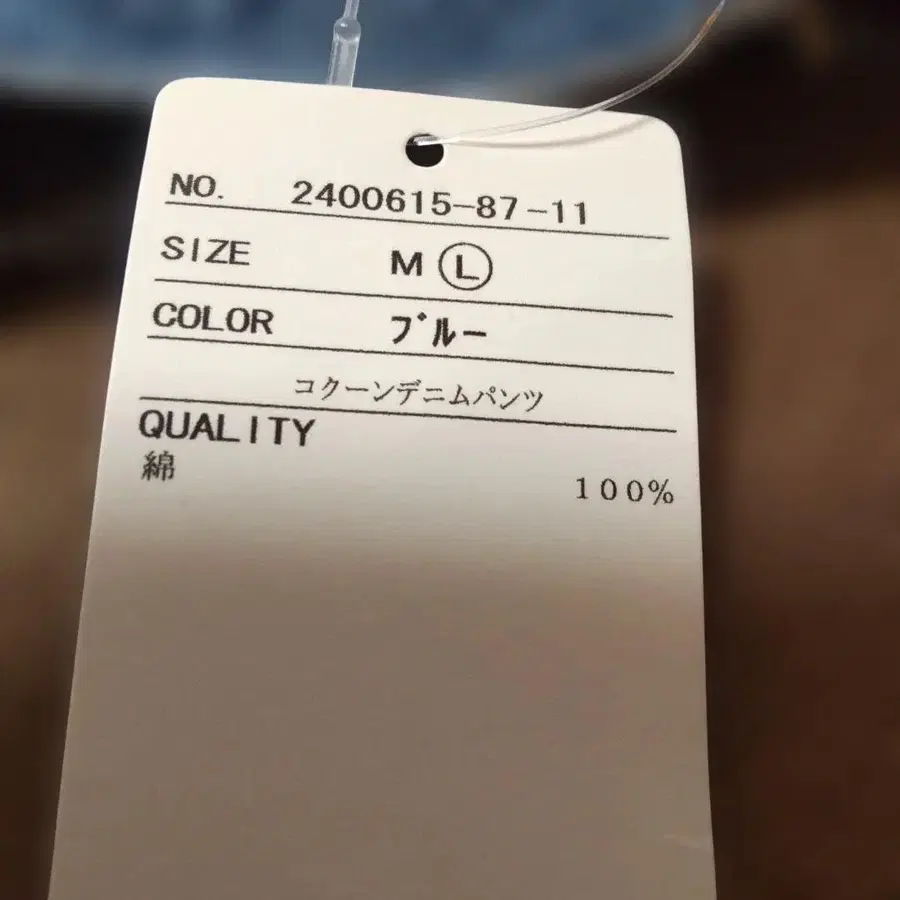 NO. 2400615-87-11
SIZE M Ⓛ
COLOR ブルー
コクーンデニムパンツ
QUALITY
綿 100%